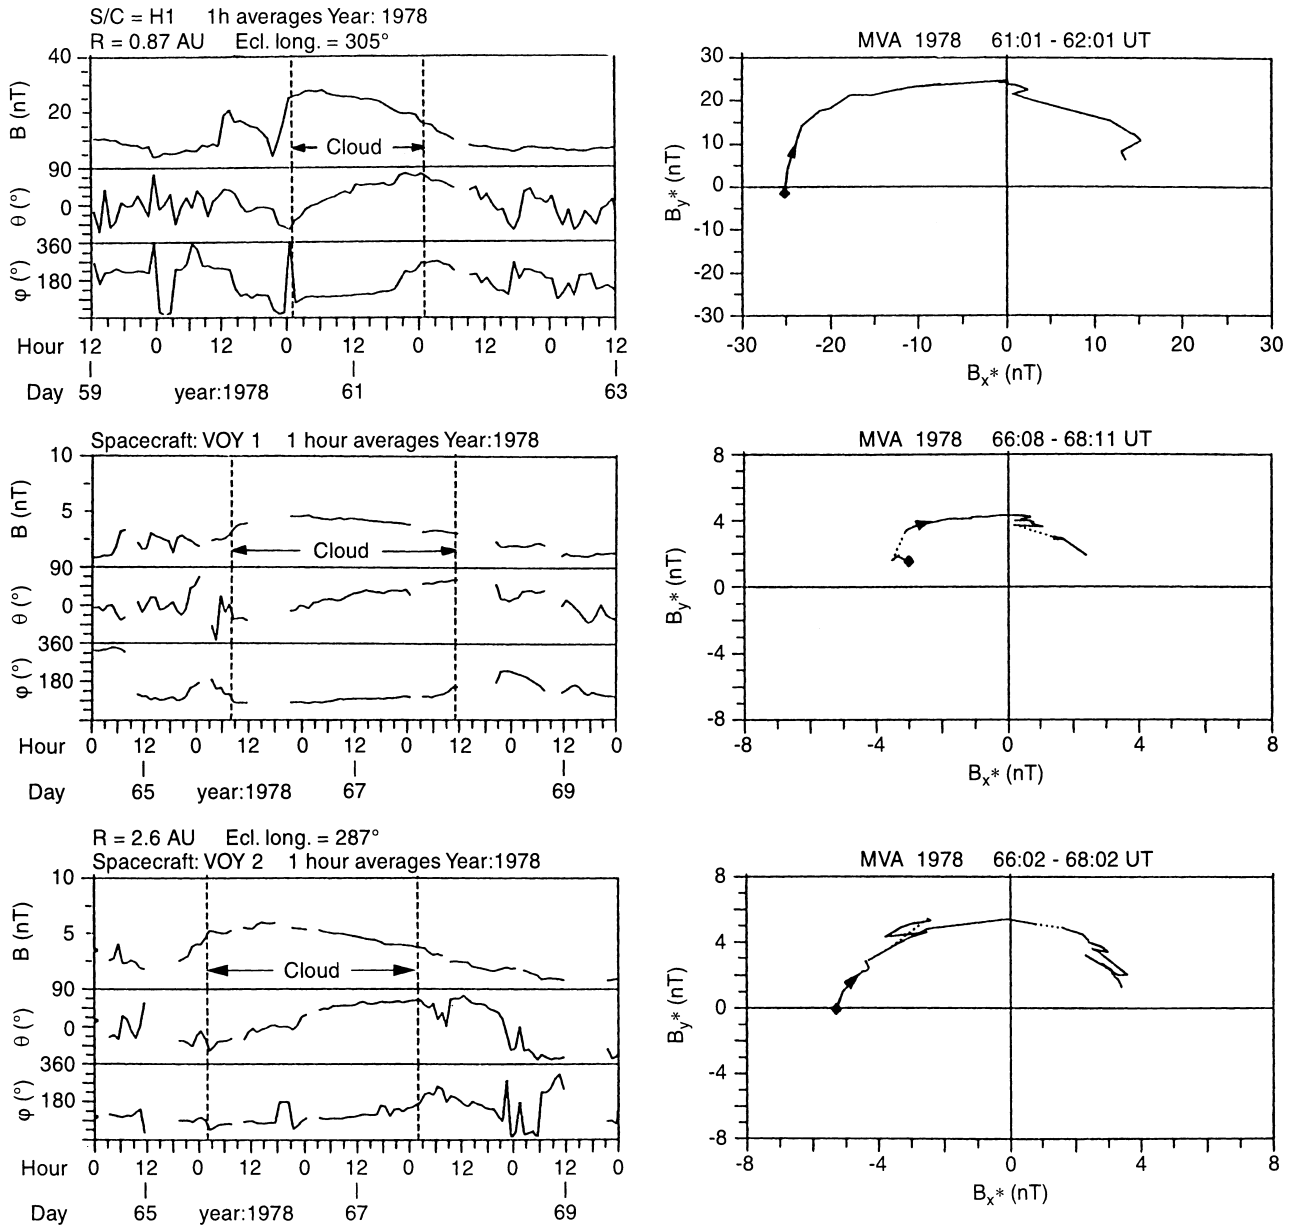 S/C = H1 1h averages Year: 1978
R = 0.87 AU Ecl. long. = 305°
40
B (nT)
20
Cloud
90
θ (°)
0
360
φ (°)
180
Hour 12 0 12 0 12 0 12 0 12
Day 59 year:1978 61 63
MVA 1978 61:01 - 62:01 UT
30
20
10
By* (nT)
0
-10
-20
-30
-30 -20 -10 0 10 20 30
Bx* (nT)
Spacecraft: VOY 1 1 hour averages Year:1978
10
B (nT)
5
Cloud
90
θ (°)
0
360
φ (°)
180
Hour 0 12 0 12 0 12 0 12 0 12 0
Day 65 year:1978 67 69
MVA 1978 66:08 - 68:11 UT
8
4
By* (nT)
0
-4
-8
-8 -4 0 4 8
Bx* (nT)
R = 2.6 AU Ecl. long. = 287°
Spacecraft: VOY 2 1 hour averages Year:1978
10
B (nT)
5
Cloud
90
θ (°)
0
360
φ (°)
180
Hour 0 12 0 12 0 12 0 12 0 12 0
Day 65 year:1978 67 69
MVA 1978 66:02 - 68:02 UT
8
4
By* (nT)
0
-4
-8
-8 -4 0 4 8
Bx* (nT)